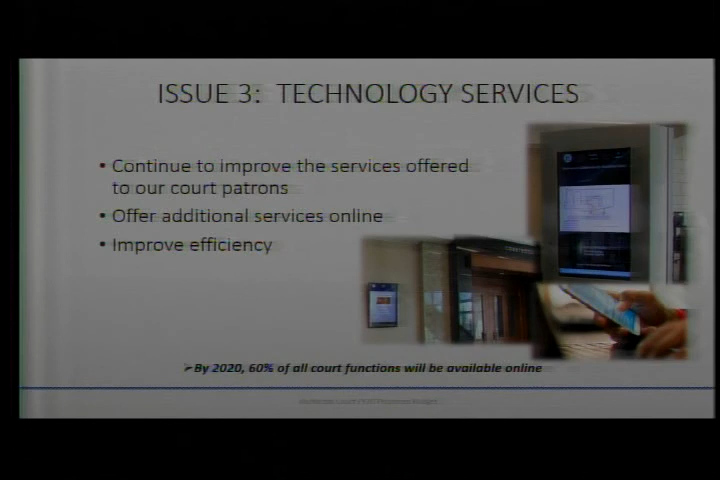 ISSUE 3: TECHNOLOGY SERVICES
• Continue to improve the services offered
to our court patrons
• Offer additional services online
• Improve efficiency
➢By 2020, 60% of all court functions will be available online